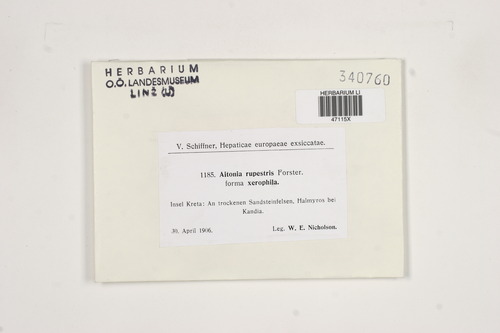 HERBARIUM
O.Ö. LANDESMUSEUM
LINZ (LI)
340760
HERBARIUM LI
47115X
V. Schiffner, Hepaticae europaeae exsiccatae.
1185. Aitonia rupestris Forster.
forma xerophila.
Insel Kreta: An trockenen Sandsteinfelsen, Halmyros bei
Kandia.
30. April 1906.
Leg. W. E. Nicholson.